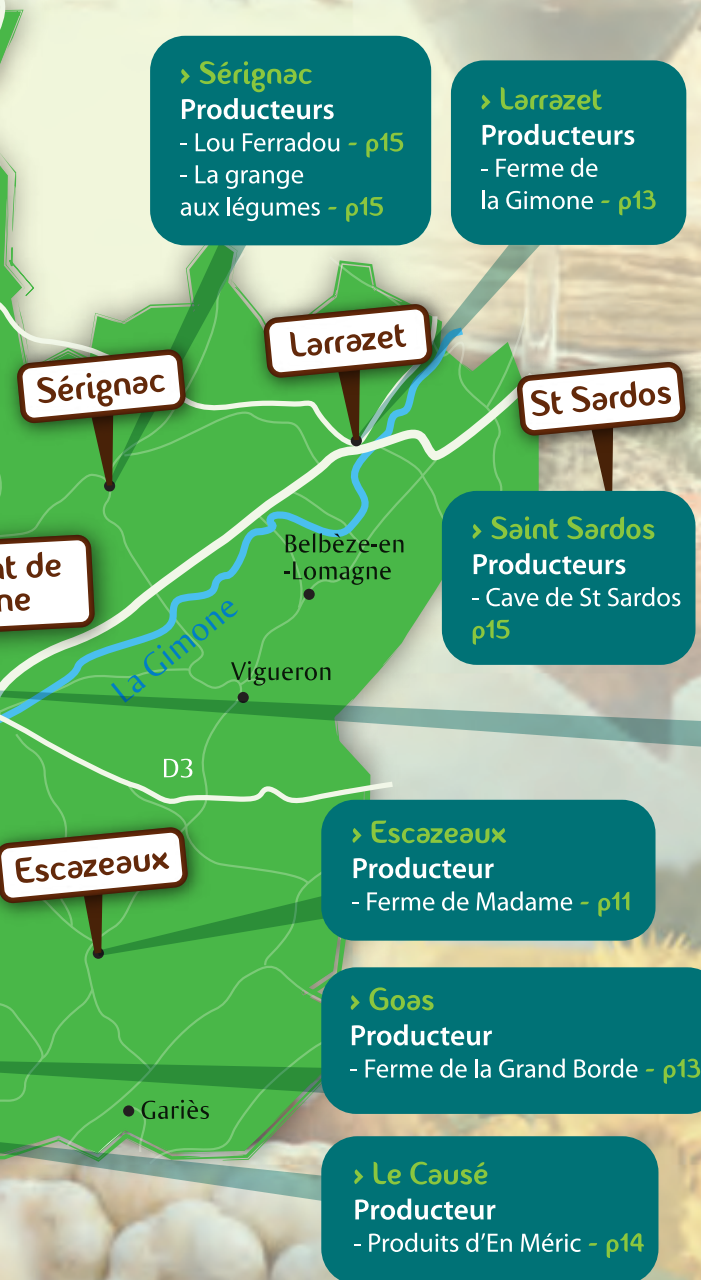 › Sérignac
Producteurs
- Lou Ferradou - p15
- La grange
aux légumes - p15
› Larrazet
Producteurs
- Ferme de
la Gimone - p13
Larrazet
Sérignac
St Sardos
› Saint Sardos
Producteurs
- Cave de St Sardos
p15
Belbèze-en
-Lomagne
de
La Gimone
Vigueron
D3
Escazeaux
› Escazeaux
Producteur
- Ferme de Madame - p11
› Goas
Producteur
- Ferme de la Grand Borde - p13
Gariès
› Le Causé
Producteur
- Produits d'En Méric - p14